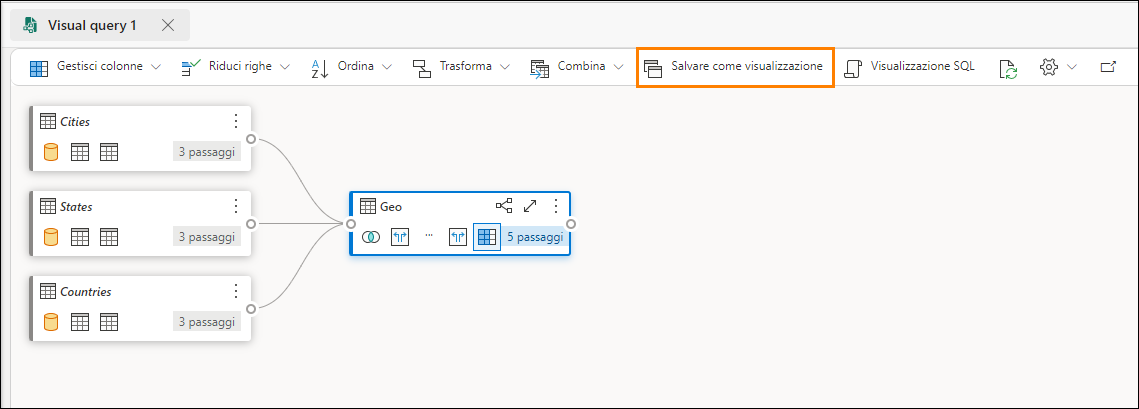 Visual query 1
Gestisci colonne Riduci righe Ordina Trasforma Combina Salvare come visualizzazione Visualizzazione SQL
Cities
3 passaggi
States
3 passaggi
Geo
5 passaggi
Countries
3 passaggi